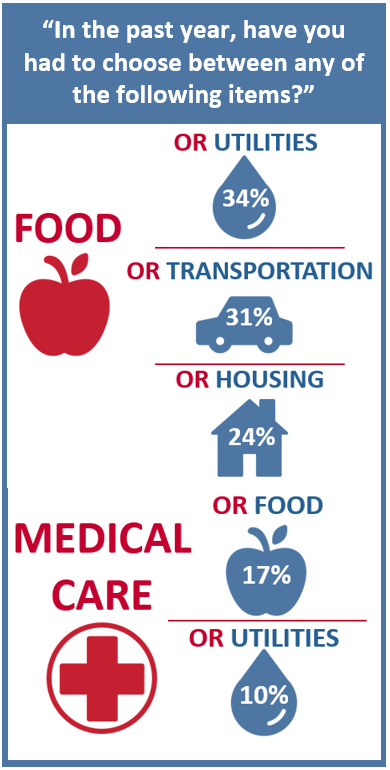 “In the past year, have you
had to choose between any of
the following items?”
FOOD
OR UTILITIES
34%
OR TRANSPORTATION
31%
OR HOUSING
24%
MEDICAL
CARE
OR FOOD
17%
OR UTILITIES
10%